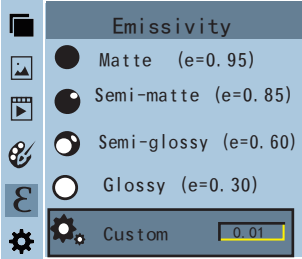 Emissivity
Matte (e=0.95)
Semi-matte (e=0.85)
Semi-glossy (e=0.60)
Glossy (e=0.30)
ε
Custom 0.01